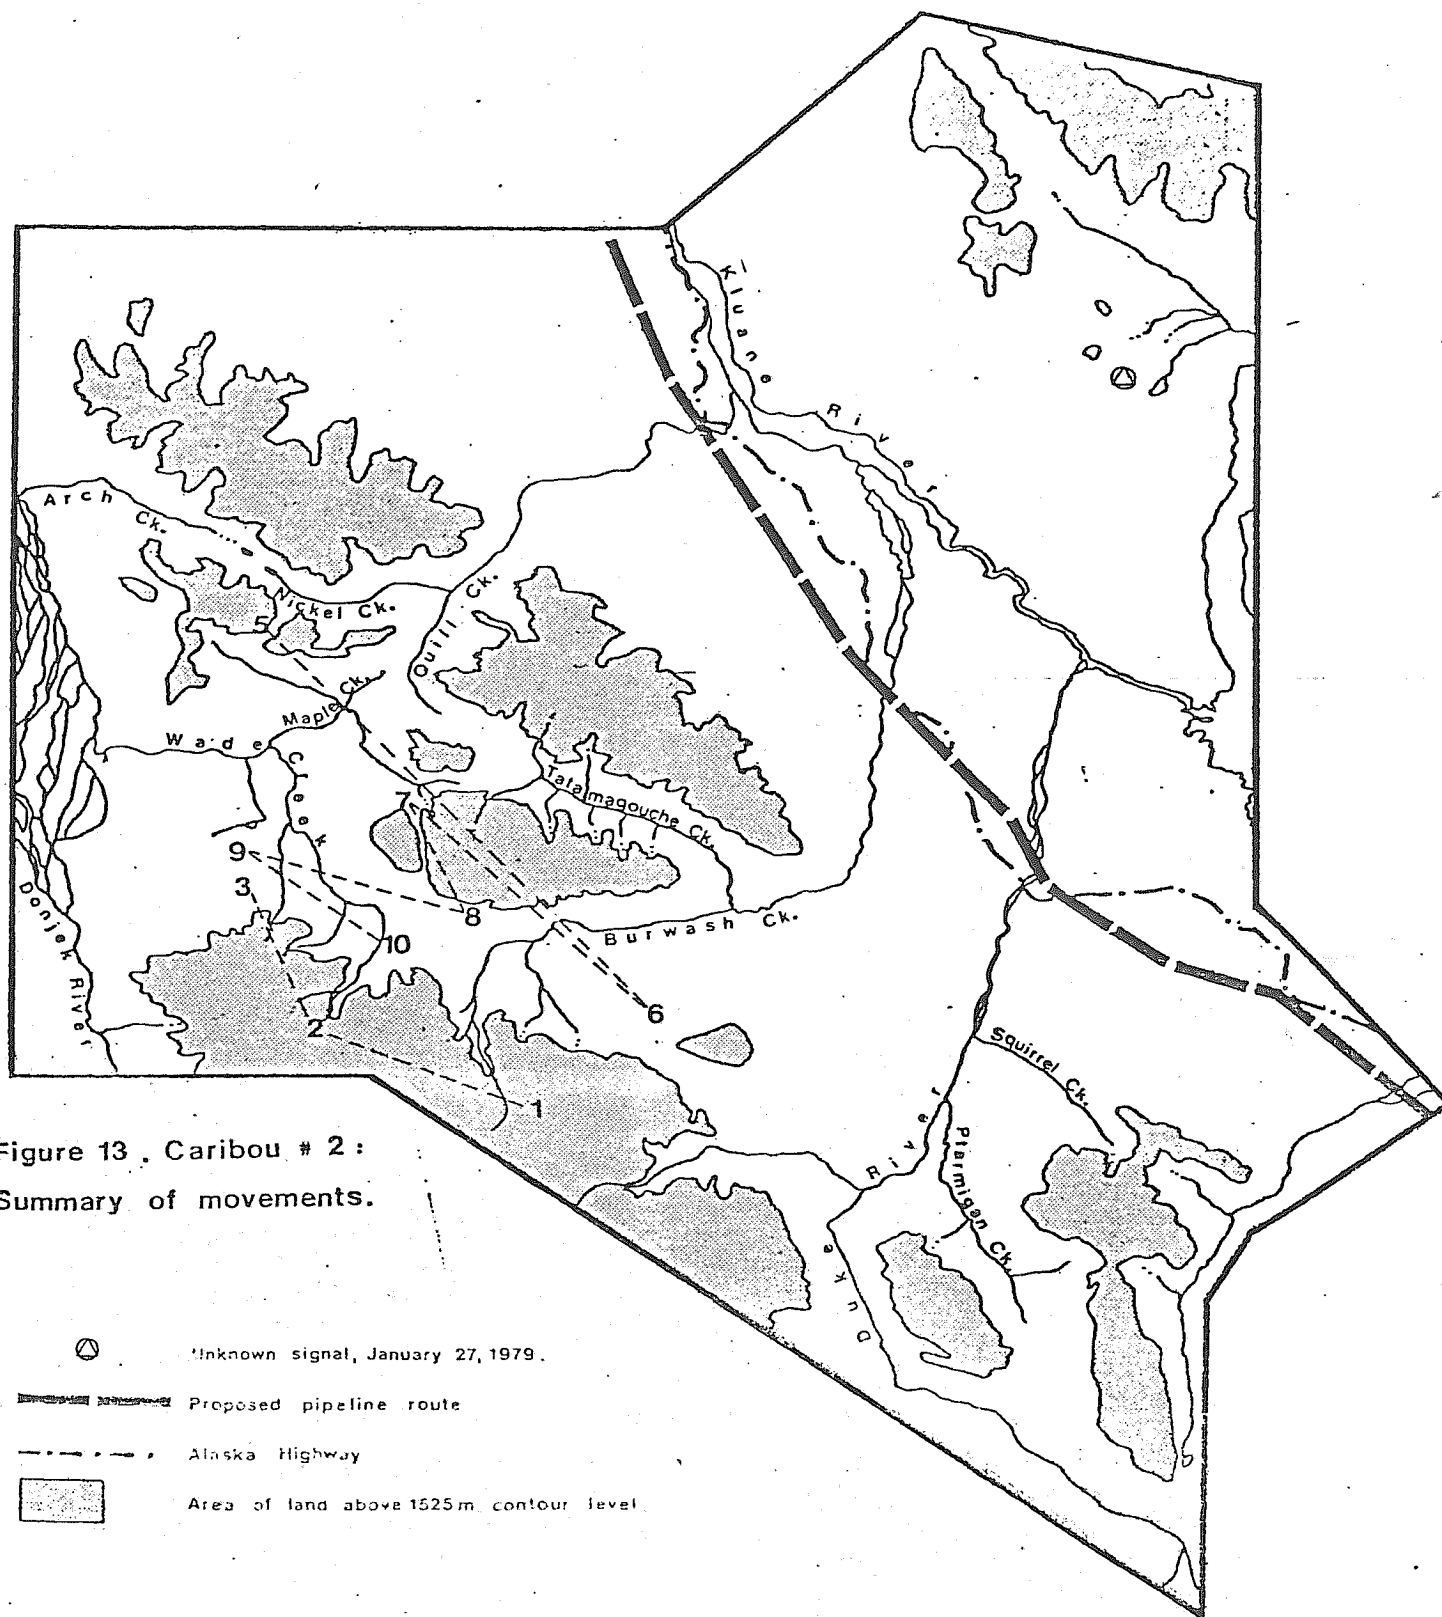 Kluane
River
Arch
Ck.
Nickel Ck.
5
Quill Ck.
Maple Ck.
Wade
Creek
Tatamagouche Ck.
7
9
3
8
10
Burwash Ck.
Donjek River
6
2
1
Squirrel Ck.
River
Ptarmigan Ck.
Duke
Figure 13. Caribou # 2:
Summary of movements.
Unknown signal, January 27, 1979.
Proposed pipeline route
Alaska Highway
Area of land above 1525m contour level